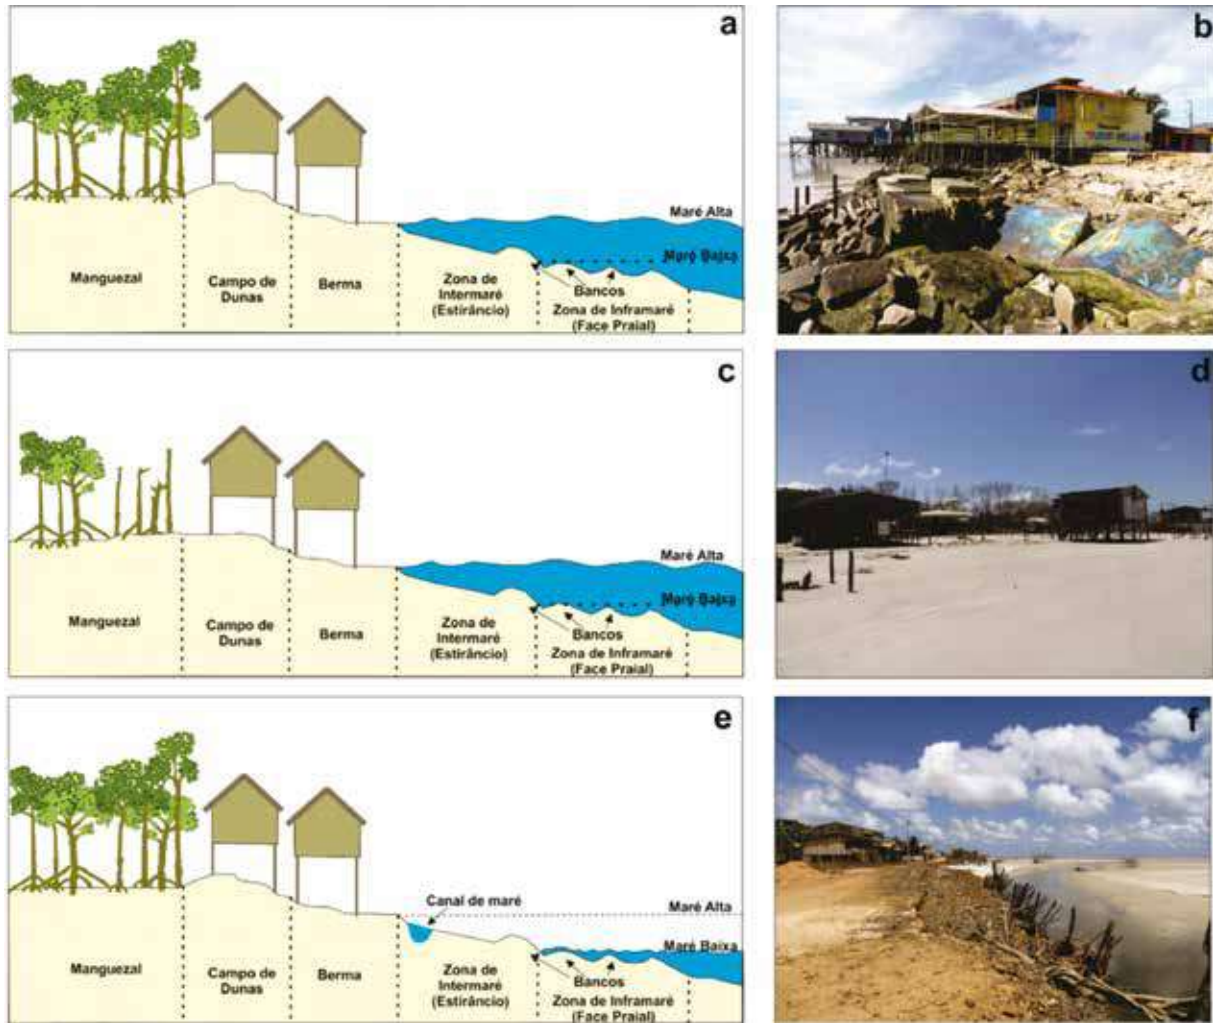 a
Maré Alta
Maré Baixa
Manguezal
Campo de
Dunas
Berma
Zona de
Intermaré
(Estirâncio)
Bancos
Zona de Inframaré
(Face Praial)
b
c
Maré Alta
Maré Baixa
Manguezal
Campo de
Dunas
Berma
Zona de
Intermaré
(Estirâncio)
Bancos
Zona de Inframaré
(Face Praial)
d
e
Canal de maré
Maré Alta
Maré Baixa
Manguezal
Campo de
Dunas
Berma
Zona de
Intermaré
(Estirâncio)
Bancos
Zona de Inframaré
(Face Praial)
f